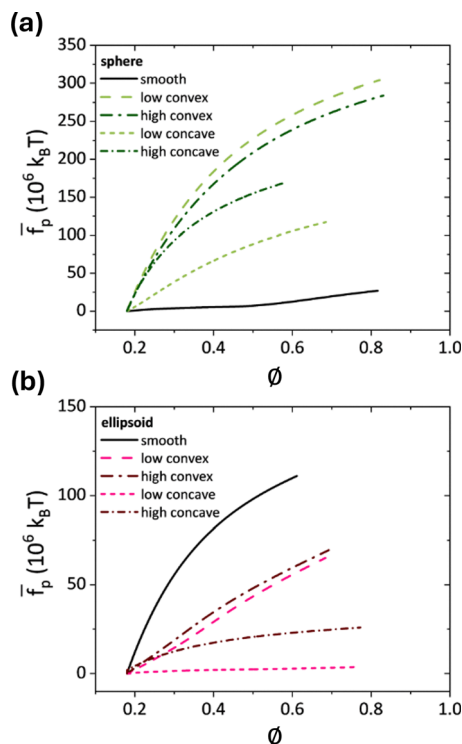 (a)
350
300
250
200
150
100
50
0
f̅p (10⁶ kBT)
sphere
smooth
low convex
high convex
low concave
high concave
0.2 0.4 0.6 0.8 1.0
Ø
(b)
150
100
50
0
f̅p (10⁶ kBT)
ellipsoid
smooth
low convex
high convex
low concave
high concave
0.2 0.4 0.6 0.8 1.0
Ø